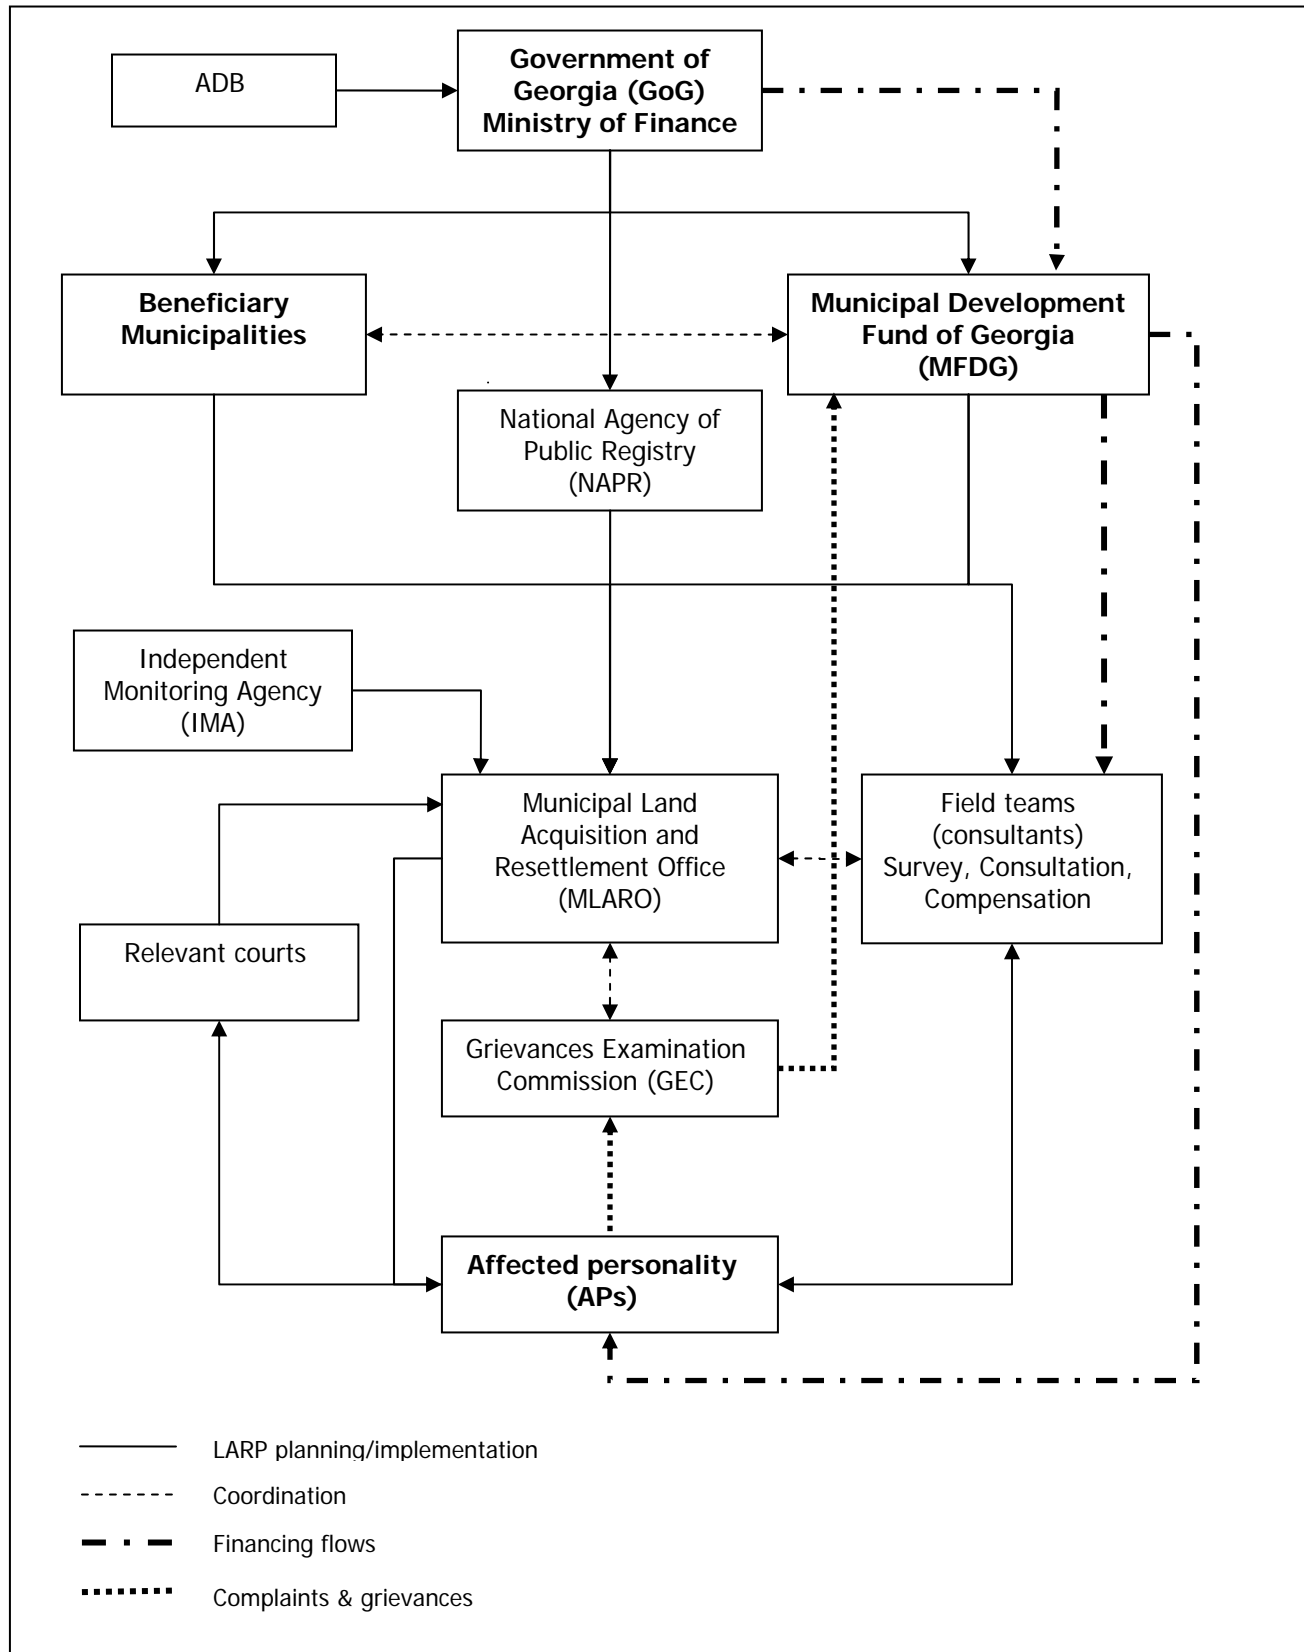 ADB
Government of
Georgia (GoG)
Ministry of Finance
Beneficiary
Municipalities
Municipal Development
Fund of Georgia
(MFDG)
National Agency of
Public Registry
(NAPR)
Independent
Monitoring Agency
(IMA)
Municipal Land
Acquisition and
Resettlement Office
(MLARO)
Field teams
(consultants)
Survey, Consultation,
Compensation
Relevant courts
Grievances Examination
Commission (GEC)
Affected personality
(APs)
LARP planning/implementation
Coordination
Financing flows
Complaints & grievances